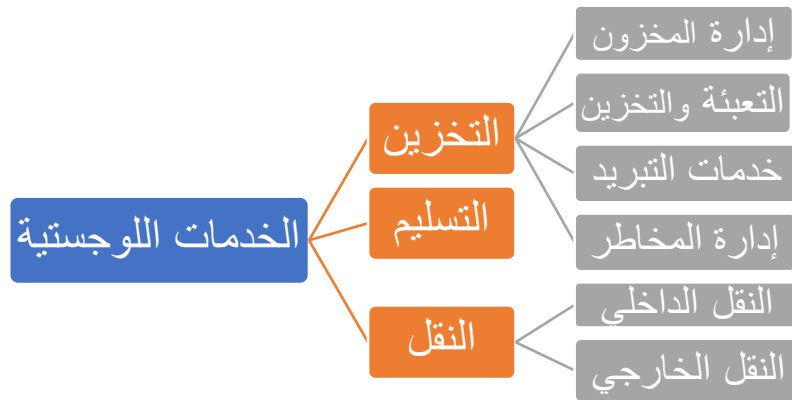 الخدمات اللوجستية
التخزين
إدارة المخزون
التعبئة والتخزين
خدمات التبريد
إدارة المخاطر
التسليم
النقل
النقل الداخلي
النقل الخارجي